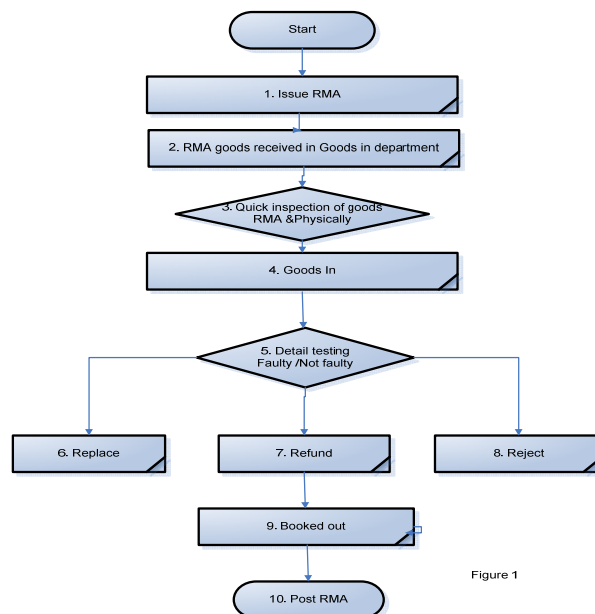 Start
1. Issue RMA
2. RMA goods received in Goods in department
3. Quick inspection of goods
RMA &Physically
4. Goods In
5. Detail testing
Faulty /Not faulty
6. Replace
7. Refund
8. Reject
9. Booked out
Figure 1
10. Post RMA